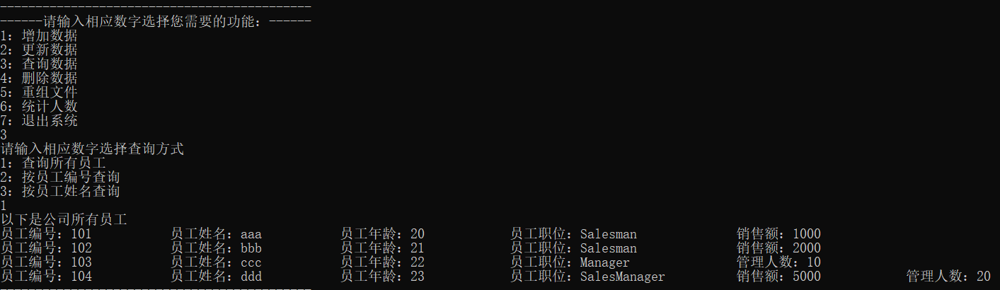 --------------------------------------------
------请输入相应数字选择您需要的功能：------
1：增加数据
2：更新数据
3：查询数据
4：删除数据
5：重组文件
6：统计人数
7：退出系统
3
请输入相应数字选择查询方式
1：查询所有员工
2：按员工编号查询
3：按员工姓名查询
1
以下是公司所有员工
员工编号：101 员工姓名：aaa 员工年龄：20 员工职位：Salesman 销售额：1000
员工编号：102 员工姓名：bbb 员工年龄：21 员工职位：Salesman 销售额：2000
员工编号：103 员工姓名：ccc 员工年龄：22 员工职位：Manager 管理人数：10
员工编号：104 员工姓名：ddd 员工年龄：23 员工职位：SalesManager 销售额：5000 管理人数：20
--------------------------------------------